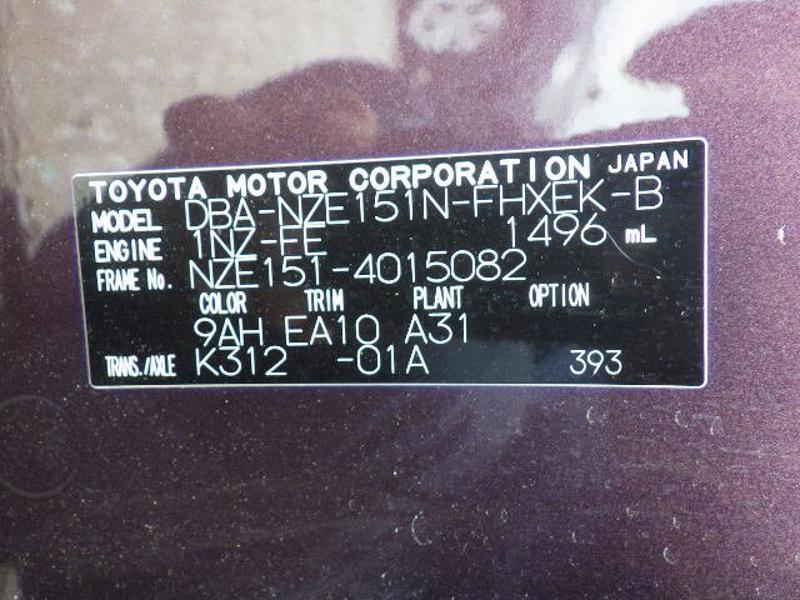 TOYOTA MOTOR CORPORATION JAPAN
MODEL DBA-NZE151N-FHXEK-B
ENGINE 1NZ-FE 1496 mL
FRAME No. NZE151-4015082
COLOR TRIM PLANT OPTION
9AH EA10 A31
TRANS./AXLE K312 -01A 393